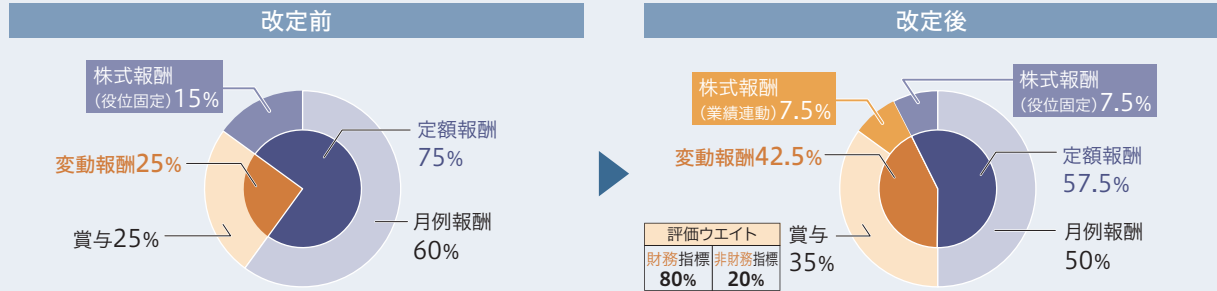 改定前
株式報酬
（役位固定）15%
定額報酬
75%
変動報酬25%
賞与25%
月例報酬
60%
改定後
株式報酬
（業績連動）7.5%
株式報酬
（役位固定）7.5%
変動報酬42.5%
定額報酬
57.5%
評価ウエイト
財務指標 非財務指標
80% 20%
賞与
35%
月例報酬
50%